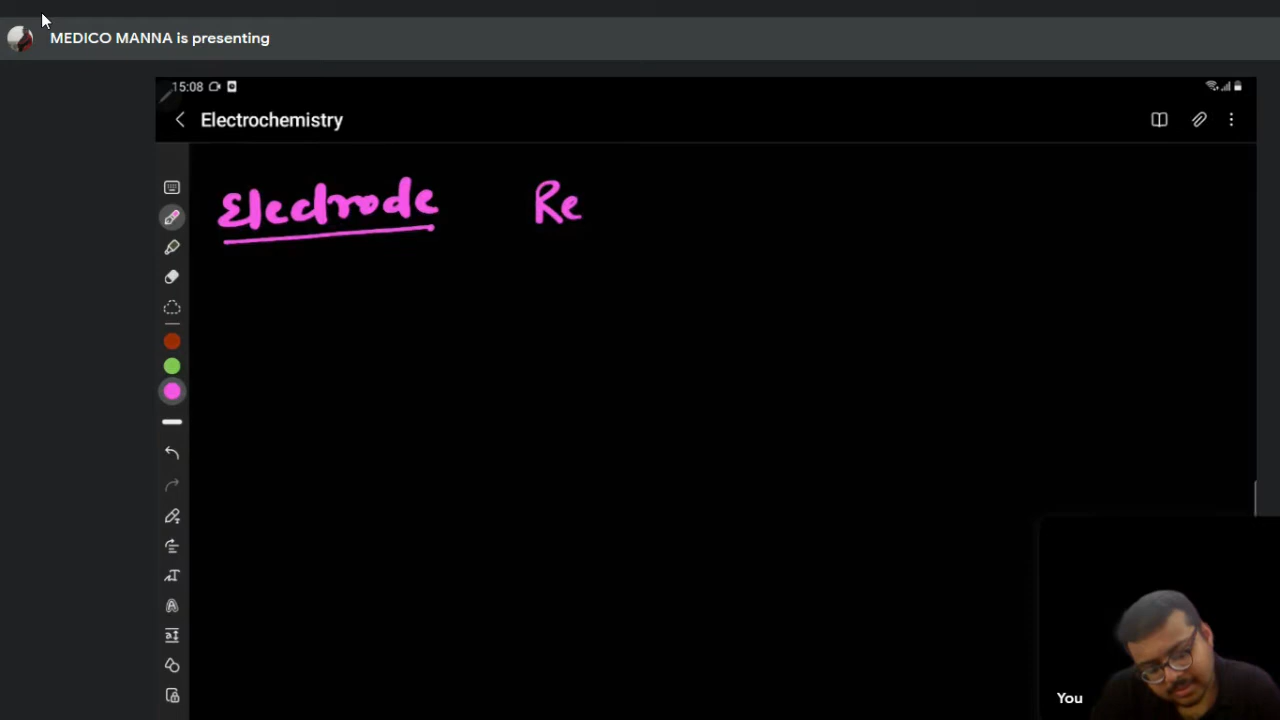 MEDICO MANNA is presenting
15:08
Electrochemistry
Electrode Re
You